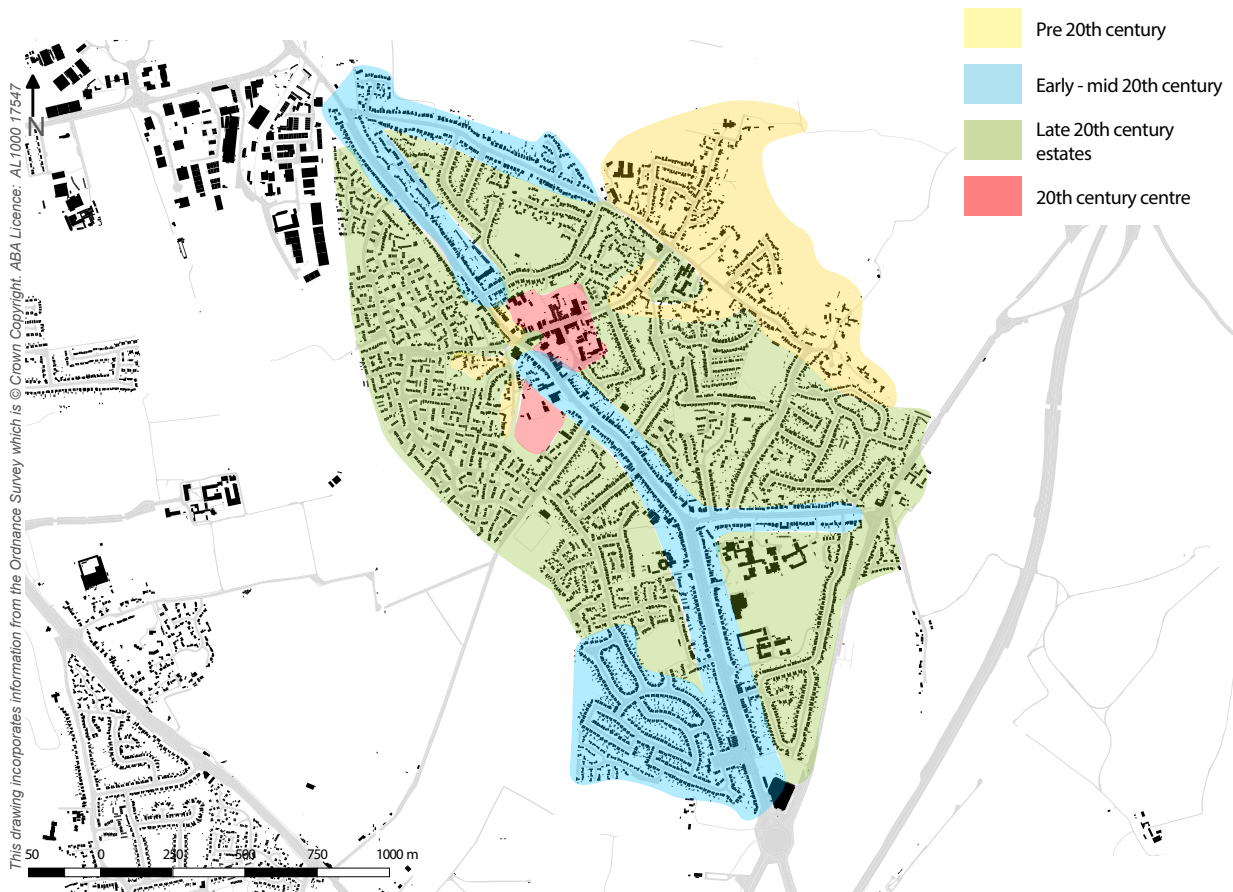 Pre 20th century
Early - mid 20th century
Late 20th century
estates
20th century centre
N
This drawing incorporates information from the Ordnance Survey which is © Crown Copyright. ABA Licence: AL1000 17547
50 0 250 500 750 1000 m